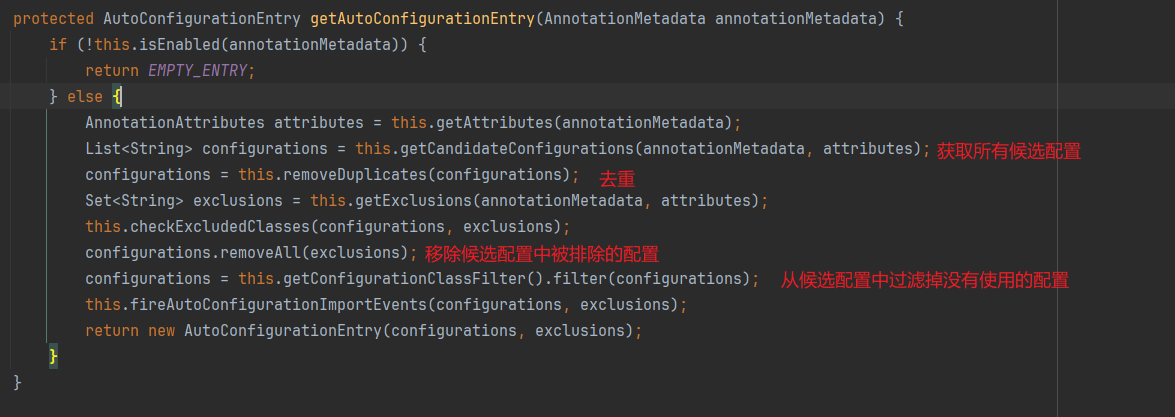 protected AutoConfigurationEntry getAutoConfigurationEntry(AnnotationMetadata annotationMetadata) {
    if (!this.isEnabled(annotationMetadata)) {
        return EMPTY_ENTRY;
    } else {
        AnnotationAttributes attributes = this.getAttributes(annotationMetadata);
        List<String> configurations = this.getCandidateConfigurations(annotationMetadata, attributes); 获取所有候选配置
        configurations = this.removeDuplicates(configurations); 去重
        Set<String> exclusions = this.getExclusions(annotationMetadata, attributes);
        this.checkExcludedClasses(configurations, exclusions);
        configurations.removeAll(exclusions); 移除候选配置中被排除的配置
        configurations = this.getConfigurationClassFilter().filter(configurations); 从候选配置中过滤掉没有使用的配置
        this.fireAutoConfigurationImportEvents(configurations, exclusions);
        return new AutoConfigurationEntry(configurations, exclusions);
    }
}